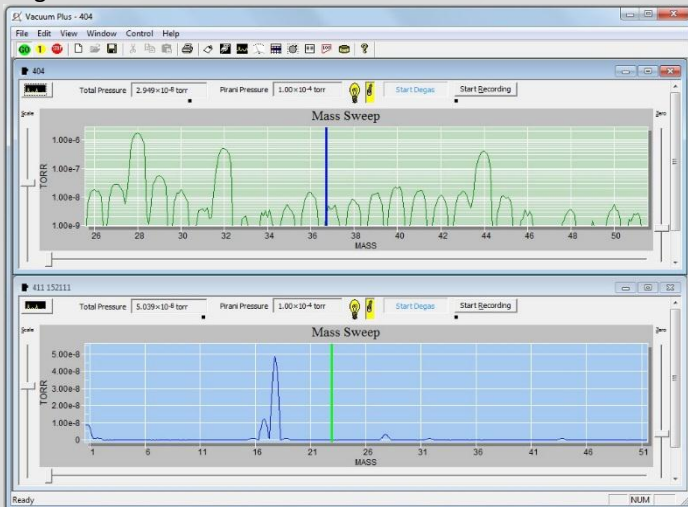 Vacuum Plus - 404
File Edit View Window Control Help
GO 1 STOP
404
Total Pressure 2.949×10-6 torr Pirani Pressure 1.00×10-4 torr Start Degas Start Recording
Scale Mass Sweep Zero
1.00e-6
1.00e-7
1.00e-8
1.00e-9
TORR
26 28 30 32 34 36 38 40 42 44 46 48 50
MASS
411 152111
Total Pressure 5.039×10-8 torr Pirani Pressure 1.00×10-4 torr Start Degas Start Recording
Scale Mass Sweep Zero
5.00e-8
4.00e-8
3.00e-8
2.00e-8
1.00e-8
0
TORR
1 6 11 16 21 26 31 36 41 46 51
MASS
Ready NUM